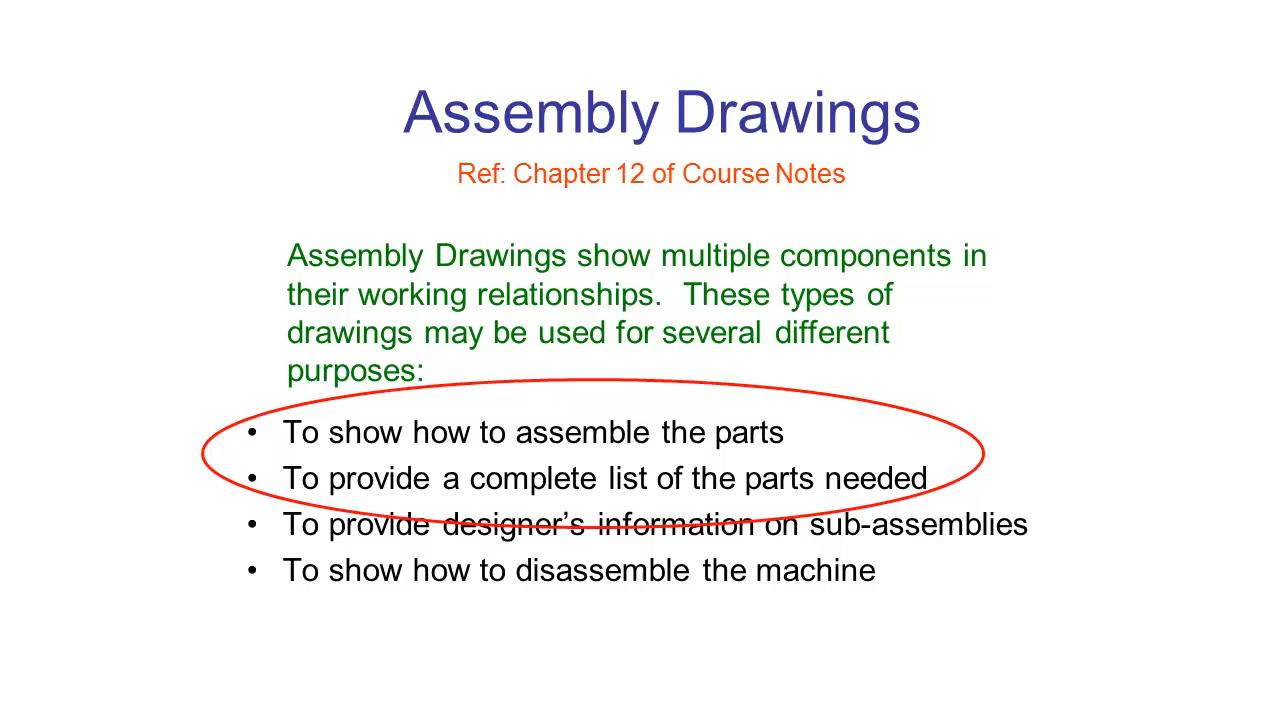 Assembly Drawings
Ref: Chapter 12 of Course Notes
Assembly Drawings show multiple components in
their working relationships. These types of
drawings may be used for several different
purposes:
• To show how to assemble the parts
• To provide a complete list of the parts needed
• To provide designer’s information on sub-assemblies
• To show how to disassemble the machine